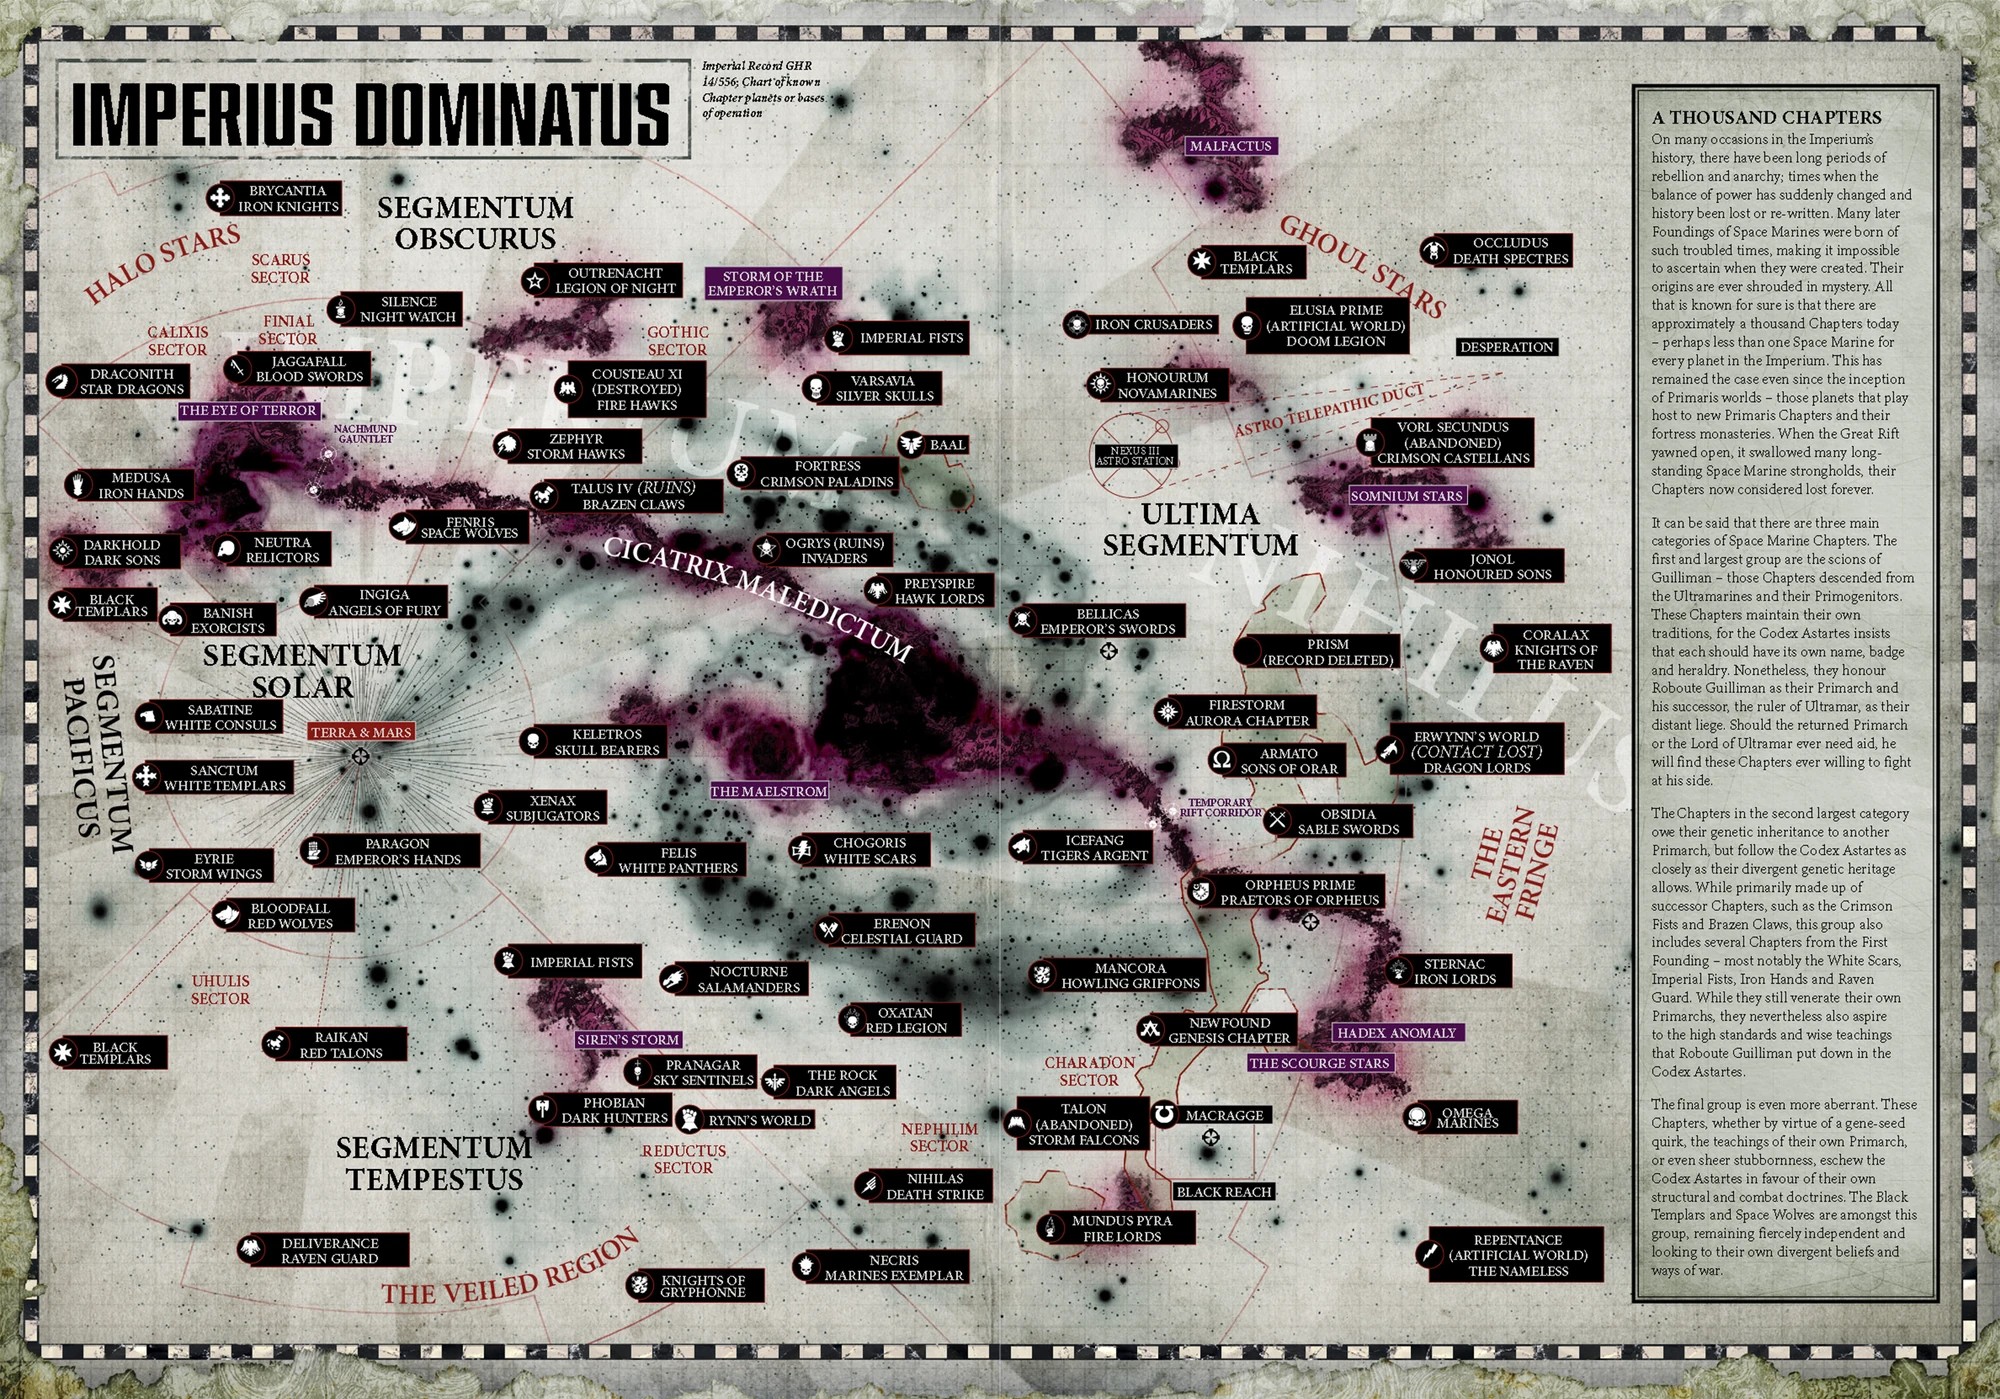 IMPERIUS DOMINATUS
Imperial Record GHR
14/556; Chart of known
Chapter planets or bases
of operation
BRYCANTIA
IRON KNIGHTS
SEGMENTUM
OBSCURUS
HALO STARS
SCARUS
SECTOR
OUTRENACHT
LEGION OF NIGHT
STORM OF THE
EMPEROR'S WRATH
SILENCE
NIGHT WATCH
CALIXIS
SECTOR
FINIAL
SECTOR
GOTHIC
SECTOR
IMPERIAL FISTS
IMPERIUM
NIHILUS
DRACONITH
STAR DRAGONS
JAGGAFALL
BLOOD SWORDS
COUSTEAU XI
(DESTROYED)
FIRE HAWKS
VARSAVIA
SILVER SKULLS
THE EYE OF TERROR
NACHMUND
GAUNTLET
ZEPHYR
STORM HAWKS
BAAL
MEDUSA
IRON HANDS
FORTRESS
CRIMSON PALADINS
TALUS IV (RUINS)
BRAZEN CLAWS
FENRIS
SPACE WOLVES
DARKHOLD
DARK SONS
NEUTRA
RELICTORS
CICATRIX MALEDICTUM
OGRYS (RUINS)
INVADERS
PREYSPIRE
HAWK LORDS
BLACK
TEMPLARS
BANISH
EXORCISTS
INGIGA
ANGELS OF FURY
SEGMENTUM
SOLAR
SEGMENTUM
PACIFICUS
SABATINE
WHITE CONSULS
TERRA & MARS
KELETROS
SKULL BEARERS
SANCTUM
WHITE TEMPLARS
THE MAELSTROM
XENAX
SUBJUGATORS
EYRIE
STORM WINGS
PARAGON
EMPEROR'S HANDS
FELIS
WHITE PANTHERS
CHOGORIS
WHITE SCARS
BLOODFALL
RED WOLVES
ERENON
CELESTIAL GUARD
IMPERIAL FISTS
NOCTURNE
SALAMANDERS
UHULIS
SECTOR
OXATAN
RED LEGION
BLACK
TEMPLARS
RAIKAN
RED TALONS
SIREN'S STORM
PRANAGAR
SKY SENTINELS
THE ROCK
DARK ANGELS
PHOBIAN
DARK HUNTERS
RYNN'S WORLD
SEGMENTUM
TEMPESTUS
REDUCTUS
SECTOR
NEPHILIM
SECTOR
NIHILAS
DEATH STRIKE
DELIVERANCE
RAVEN GUARD
THE VEILED REGION
KNIGHTS OF
GRYPHONNE
NECRIS
MARINES EXEMPLAR
MALFACTUS
GHOUL STARS
BLACK
TEMPLARS
OCCLUDUS
DEATH SPECTRES
IRON CRUSADERS
ELUSIA PRIME
(ARTIFICIAL WORLD)
DOOM LEGION
DESPERATION
HONOURUM
NOVAMARINES
ASTRO TELEPATHIC DUCT
NEXUS III
ASTRO STATION
VORL SECUNDUS
(ABANDONED)
CRIMSON CASTELLANS
SOMNIUM STARS
ULTIMA
SEGMENTUM
JONOL
HONOURED SONS
BELLICAS
EMPEROR'S SWORDS
PRISM
(RECORD DELETED)
CORALAX
KNIGHTS OF
THE RAVEN
FIRESTORM
AURORA CHAPTER
ARMATO
SONS OF ORAR
ERWYNN'S WORLD
(CONTACT LOST)
DRAGON LORDS
TEMPORARY
RIFT CORRIDOR
OBSIDIA
SABLE SWORDS
THE
EASTERN
FRINGE
ICEFANG
TIGERS ARGENT
ORPHEUS PRIME
PRAETORS OF ORPHEUS
MANCORA
HOWLING GRIFFONS
STERNAC
IRON LORDS
NEWFOUND
GENESIS CHAPTER
HADEX ANOMALY
THE SCOURGE STARS
CHARADON
SECTOR
TALON
(ABANDONED)
STORM FALCONS
MACRAGGE
OMEGA
MARINES
BLACK REACH
MUNDUS PYRA
FIRE LORDS
REPENTANCE
(ARTIFICIAL WORLD)
THE NAMELESS
A THOUSAND CHAPTERS
On many occasions in the Imperium's
history, there have been long periods of
rebellion and anarchy; times when the
balance of power has suddenly changed and
history been lost or re-written. Many later
Foundings of Space Marines were born of
such troubled times, making it impossible
to ascertain when they were created. Their
origins are ever shrouded in mystery. All
that is known for sure is that there are
approximately a thousand Chapters today
– perhaps less than one Space Marine for
every planet in the Imperium. This has
remained the case even since the inception
of Primaris worlds – those planets that play
host to new Primaris Chapters and their
fortress monasteries. When the Great Rift
yawned open, it swallowed many long-
standing Space Marine strongholds, their
Chapters now considered lost forever.
It can be said that there are three main
categories of Space Marine Chapters. The
first and largest group are the scions of
Guilliman – those Chapters descended from
the Ultramarines and their Primogenitors.
These Chapters maintain their own
traditions, for the Codex Astartes insists
that each should have its own name, badge
and heraldry. Nonetheless, they honour
Roboute Guilliman as their Primarch and
his successor, the ruler of Ultramar, as their
distant liege. Should the returned Primarch
or the Lord of Ultramar ever need aid, he
will find these Chapters ever willing to fight
at his side.
The Chapters in the second largest category
owe their genetic inheritance to another
Primarch, but follow the Codex Astartes as
closely as their divergent genetic heritage
allows. While primarily made up of
successor Chapters, such as the Crimson
Fists and Brazen Claws, this group also
includes several Chapters from the First
Founding – most notably the White Scars,
Imperial Fists, Iron Hands and Raven
Guard. While they still venerate their own
Primarchs, they nevertheless also aspire
to the high standards and wise teachings
that Roboute Guilliman put down in the
Codex Astartes.
The final group is even more aberrant. These
Chapters, whether by virtue of a gene-seed
quirk, the teachings of their own Primarch,
or even sheer stubbornness, eschew the
Codex Astartes in favour of their own
structural and combat doctrines. The Black
Templars and Space Wolves are amongst this
group, remaining fiercely independent and
looking to their own divergent beliefs and
ways of war.